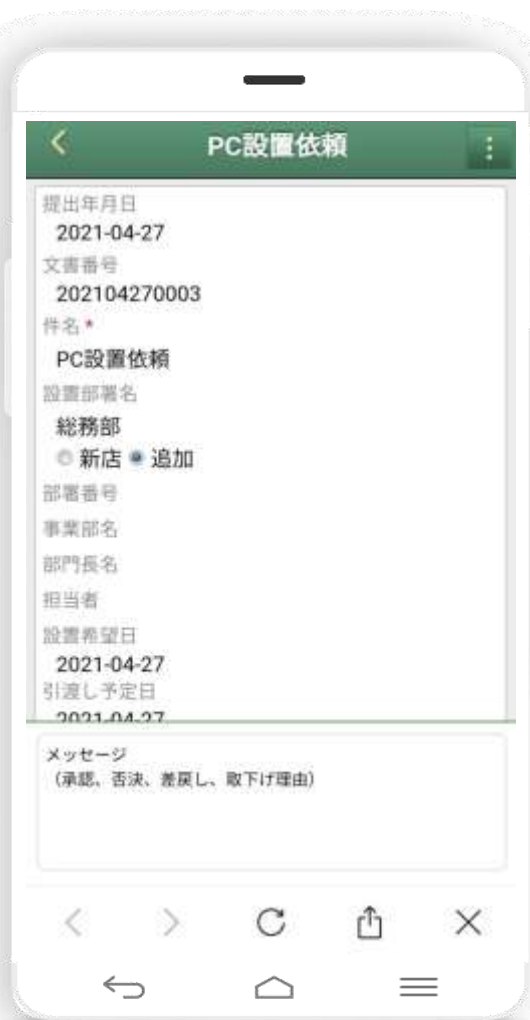 PC設置依頼
提出年月日
2021-04-27
文書番号
202104270003
件名*
PC設置依頼
設置部署名
総務部
新店 追加
部署番号
事業部名
部門長名
担当者
設置希望日
2021-04-27
引渡し予定日
2021-04-27
メッセージ
(承認、否決、差戻し、取下げ理由)